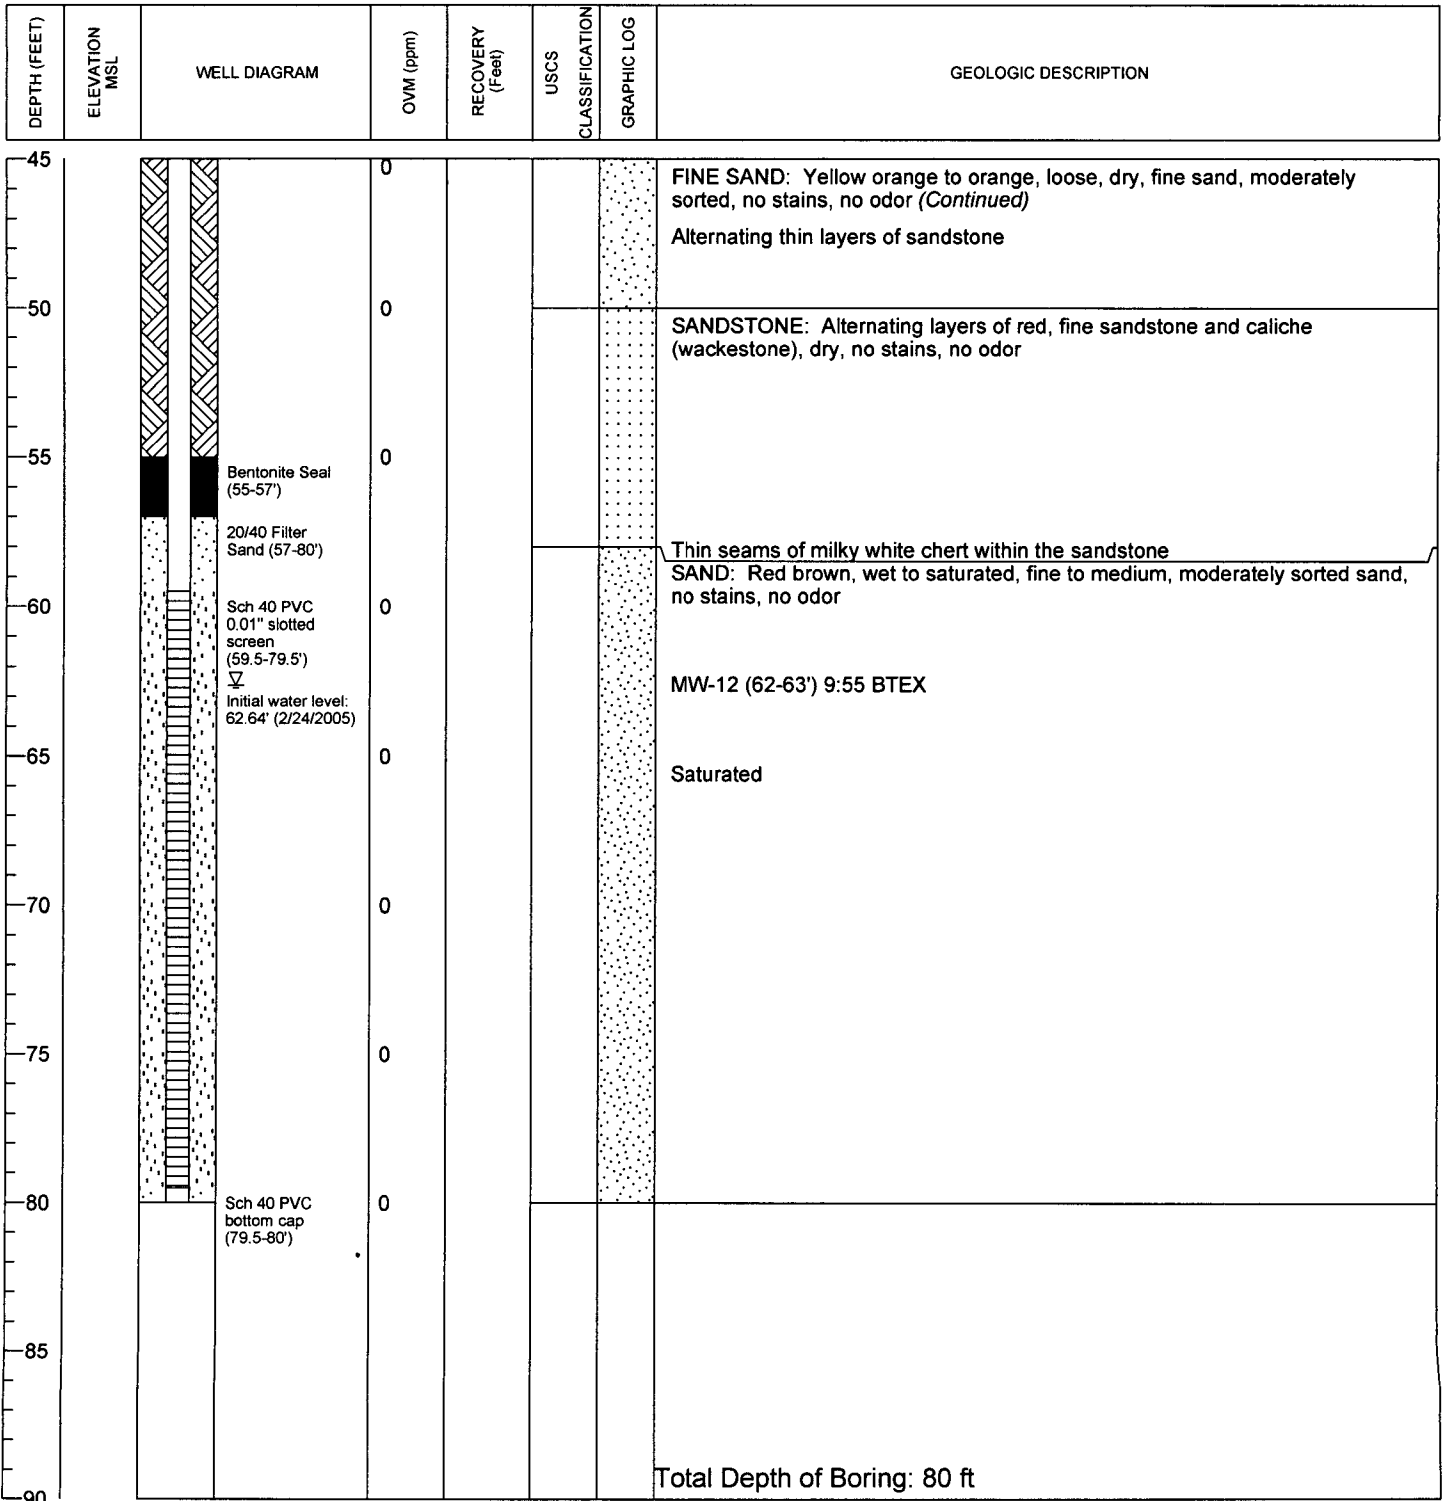 DEPTH (FEET)
ELEVATION
MSL
WELL DIAGRAM
OVM (ppm)
RECOVERY
(Feet)
USCS
CLASSIFICATION
GRAPHIC LOG
GEOLOGIC DESCRIPTION
45
0
FINE SAND: Yellow orange to orange, loose, dry, fine sand, moderately
sorted, no stains, no odor (Continued)
Alternating thin layers of sandstone
50
0
SANDSTONE: Alternating layers of red, fine sandstone and caliche
(wackestone), dry, no stains, no odor
55
0
Bentonite Seal
(55-57')
20/40 Filter
Sand (57-80')
Thin seams of milky white chert within the sandstone
SAND: Red brown, wet to saturated, fine to medium, moderately sorted sand,
no stains, no odor
60
0
Sch 40 PVC
0.01" slotted
screen
(59.5-79.5')
Initial water level:
62.64' (2/24/2005)
MW-12 (62-63') 9:55 BTEX
65
0
Saturated
70
0
75
0
80
0
Sch 40 PVC
bottom cap
(79.5-80')
85
Total Depth of Boring: 80 ft
90